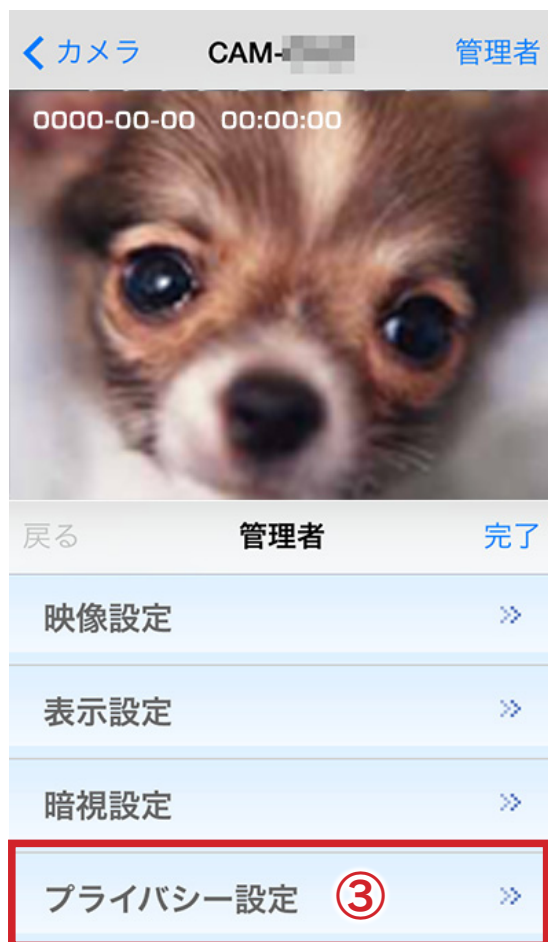 カメラ CAM- 管理者
0000-00-00 00:00:00
戻る 管理者 完了
映像設定 »
表示設定 »
暗視設定 »
プライバシー設定 ③ »